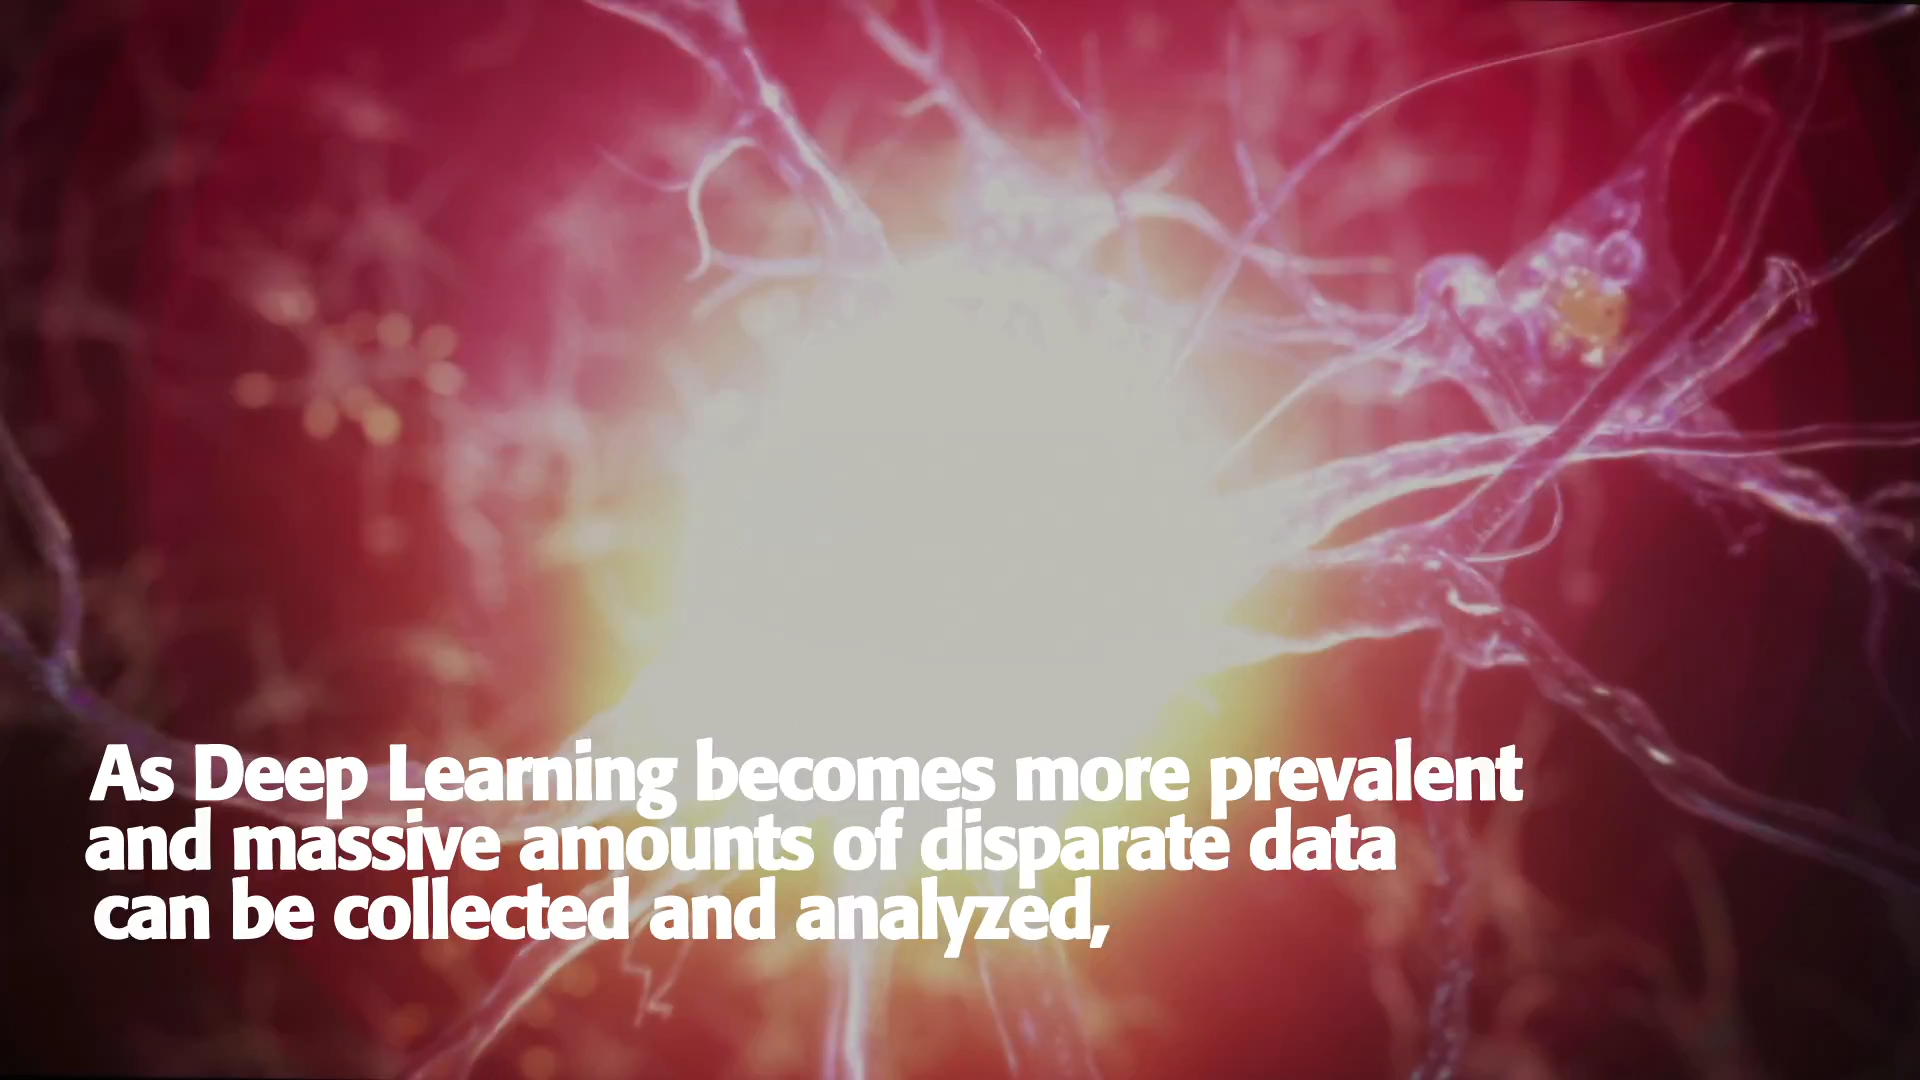 As Deep Learning becomes more prevalent
and massive amounts of disparate data
can be collected and analyzed,